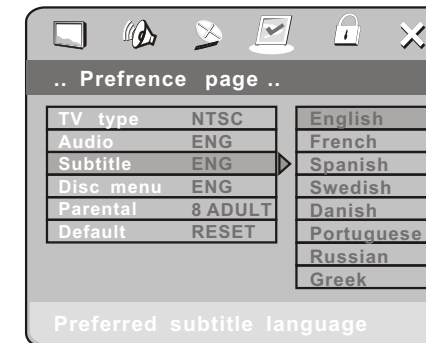 .. Prefrence page ..
TV type NTSC
Audio ENG
Subtitle ENG
Disc menu ENG
Parental 8 ADULT
Default RESET
English
French
Spanish
Swedish
Danish
Portuguese
Russian
Greek
Preferred subtitle language